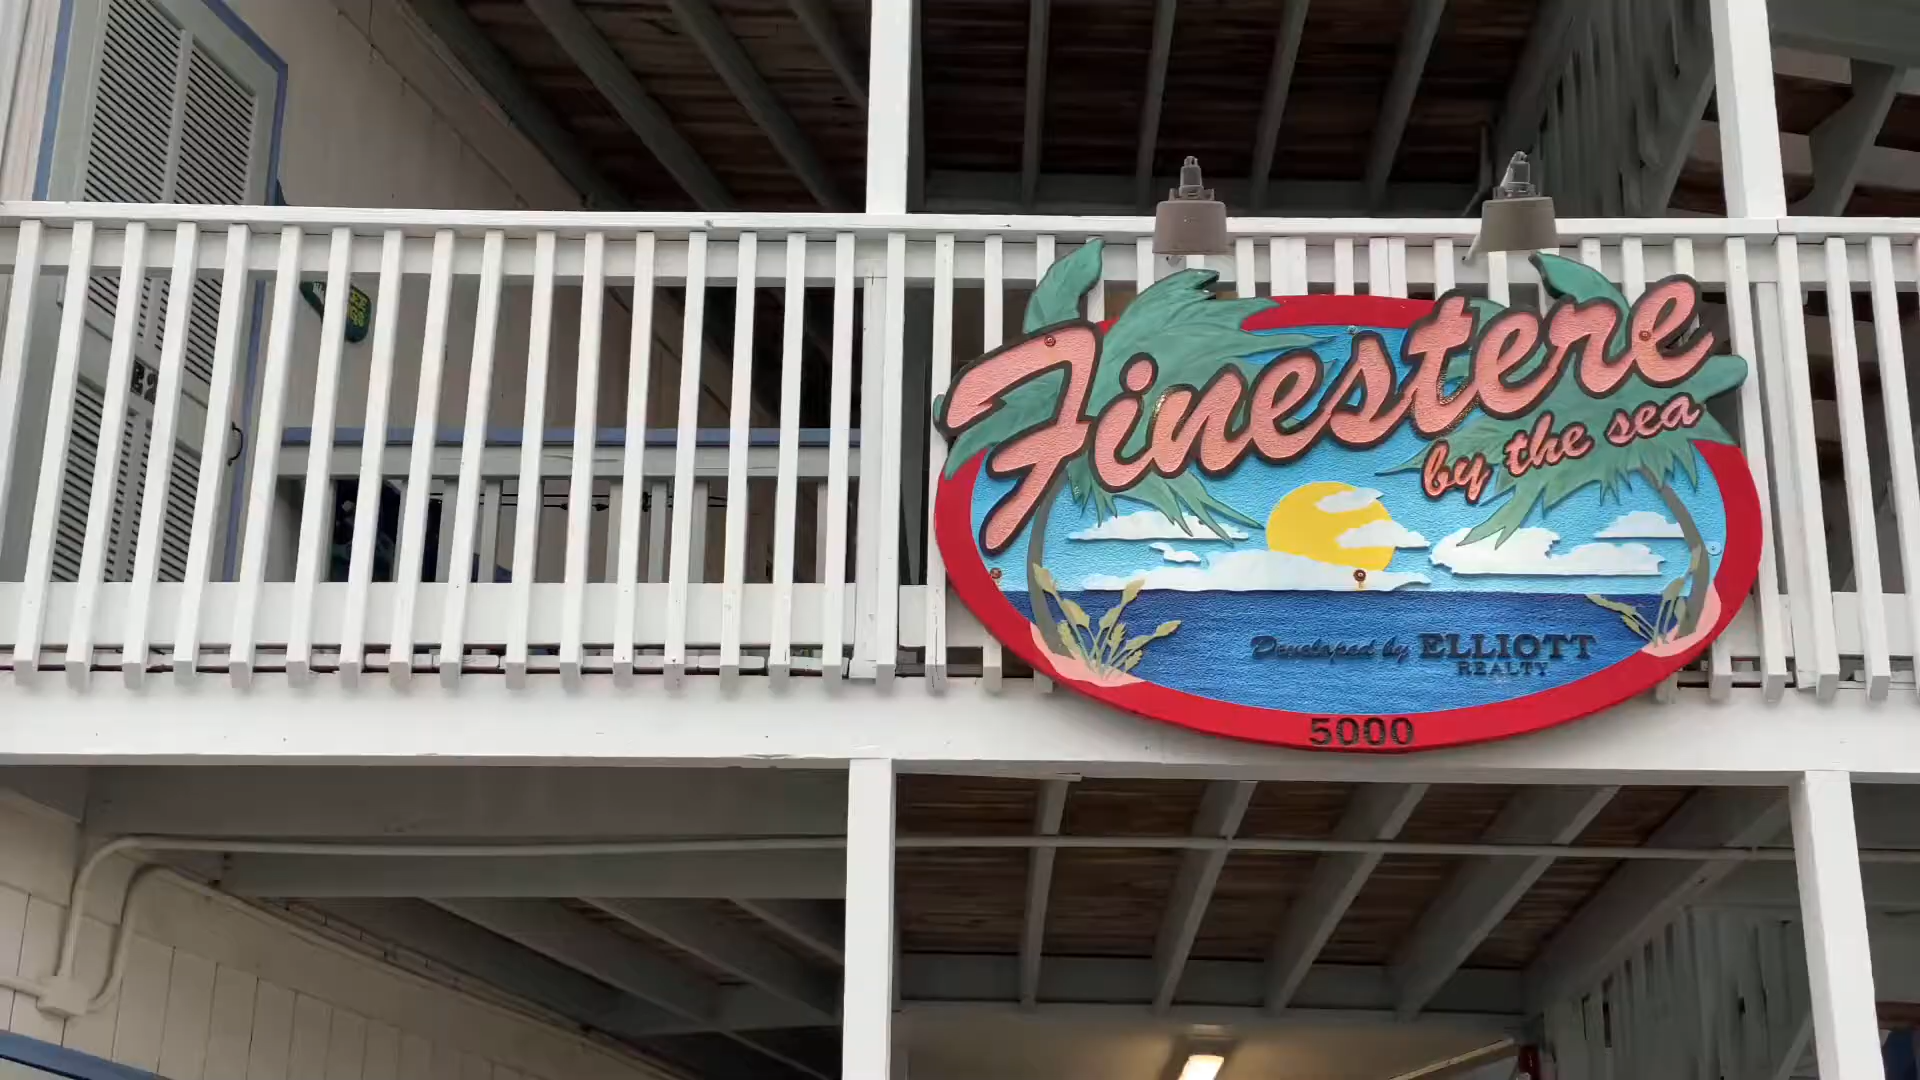 Finestere
by the sea
Developed by ELLIOTT
REALTY
5000